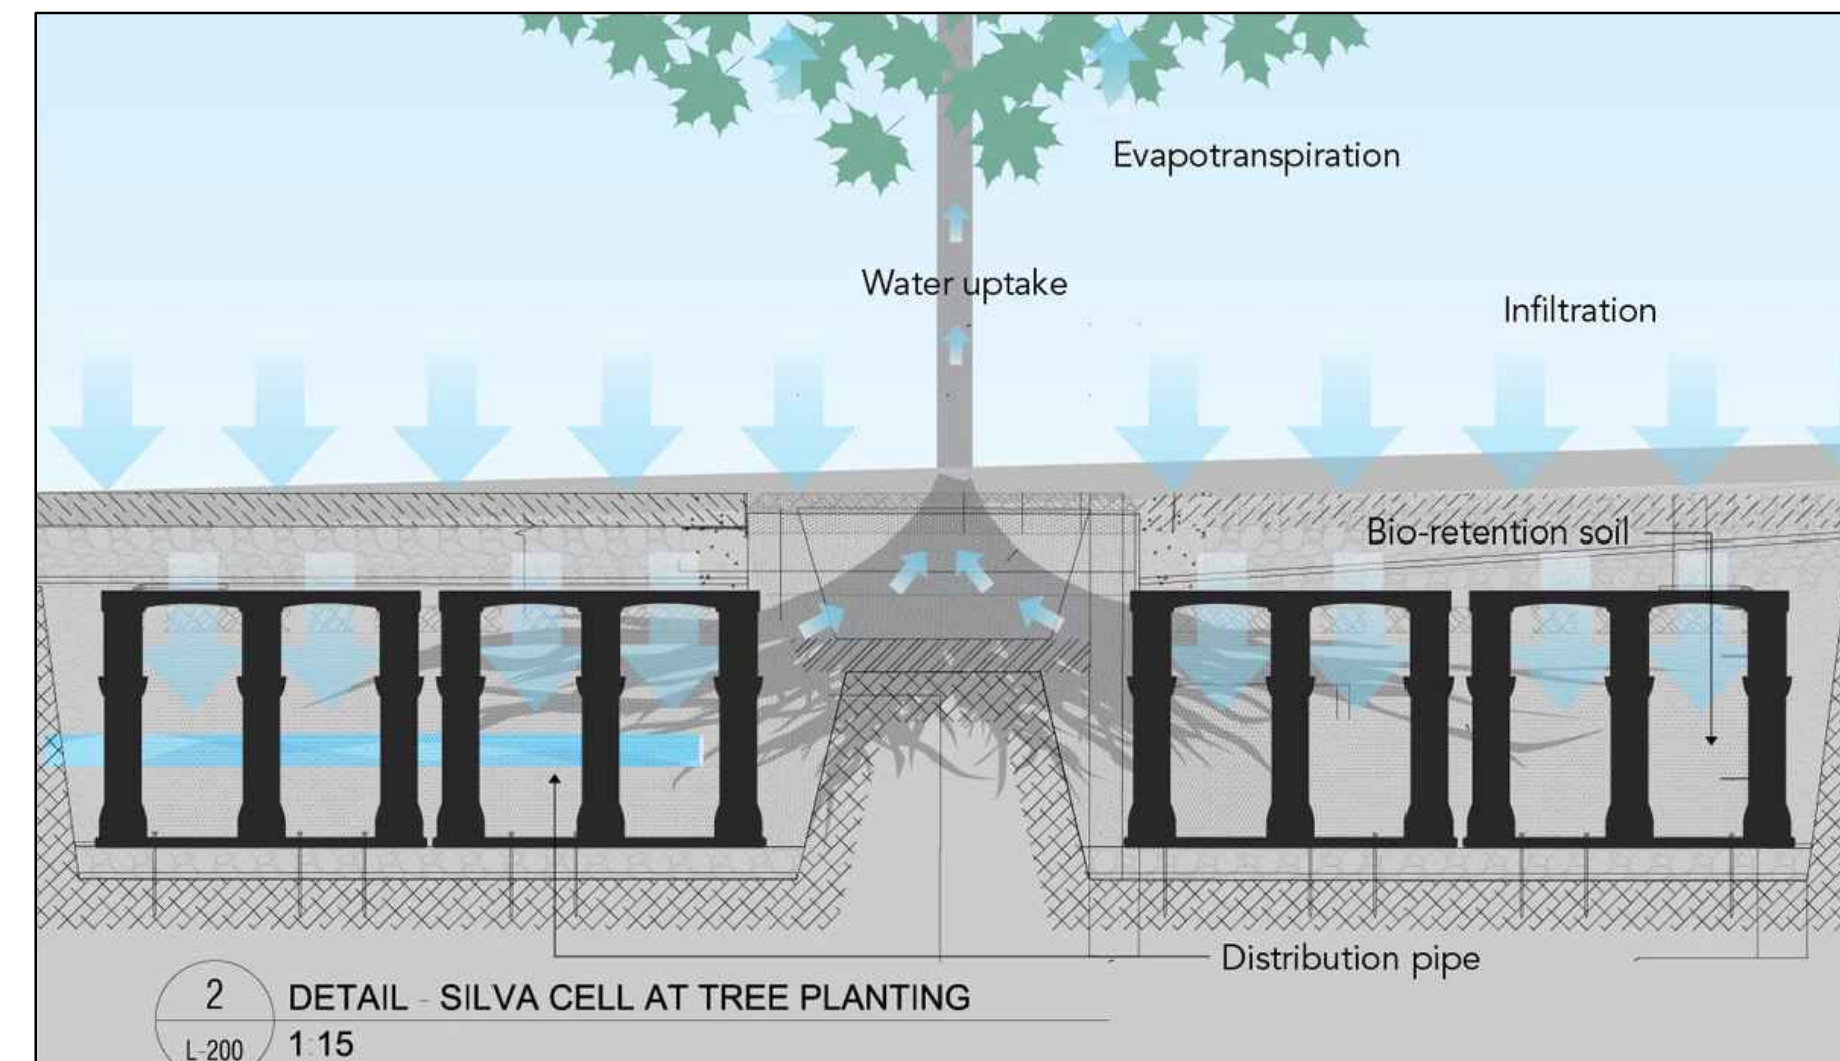 Evapotranspiration
Water uptake
Infiltration
Bio-retention soil
Distribution pipe
2
DETAIL - SILVA CELL AT TREE PLANTING
L-200
1:15